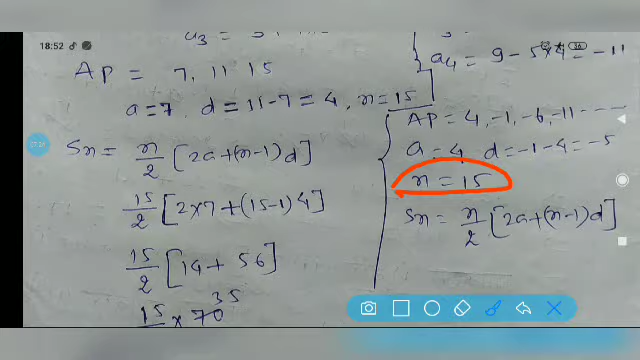 18:52
a₃ =
AP = 7, 11 15
a=7, d=11-7=4, n=15
Sn = n/2 [2a+(n-1)d]
15/2 [2×7+(15-1)4]
15/2 [14+56]
15 × 70 35
a₄ = 9-5×4=-11
AP = 4, -1, -6, -11 ------
a=4 d=-1-4=-5
n=15
Sn = n/2 [2a+(n-1)d]